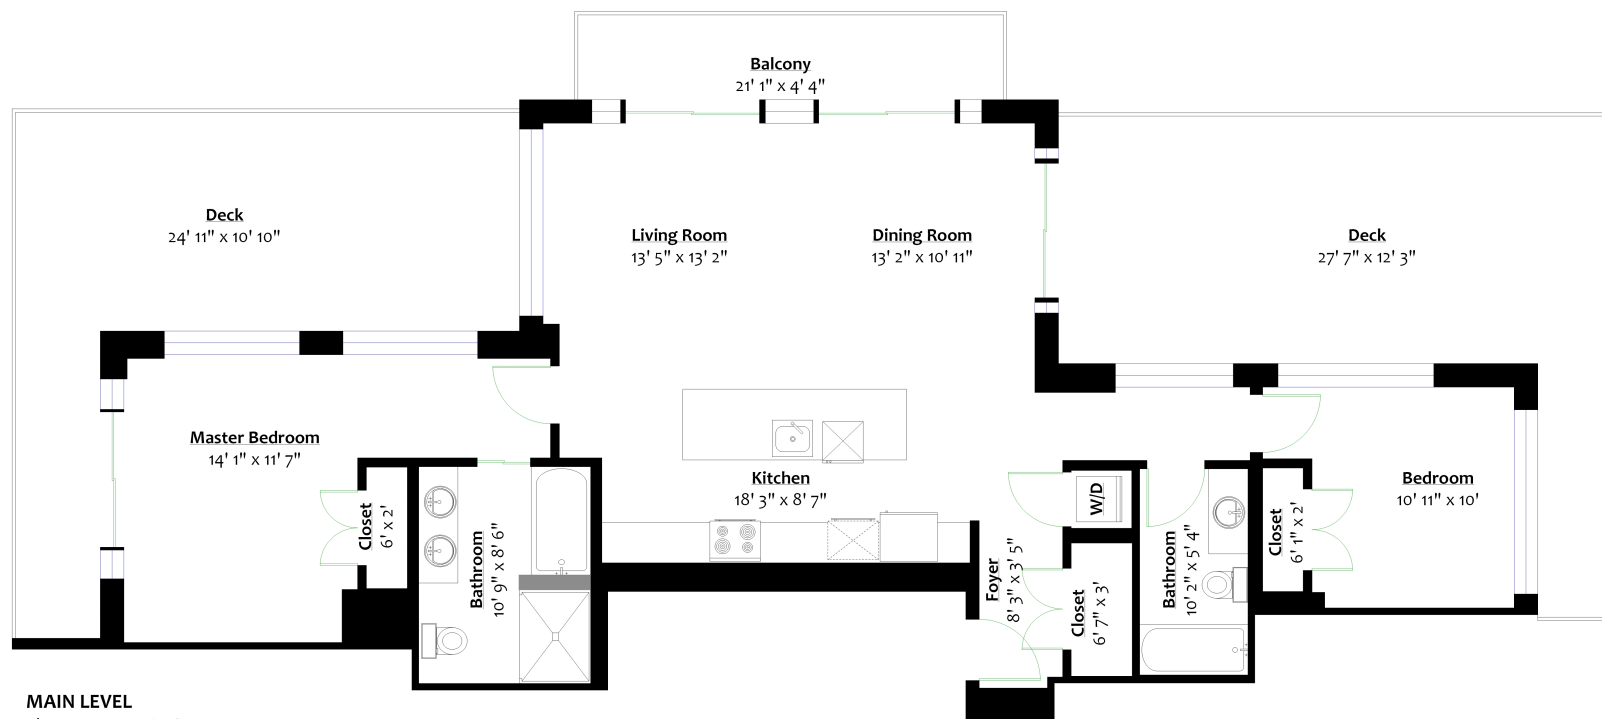 Balcony
21' 1" x 4' 4"
Deck
24' 11" x 10' 10"
Living Room
13' 5" x 13' 2"
Dining Room
13' 2" x 10' 11"
Deck
27' 7" x 12' 3"
Master Bedroom
14' 1" x 11' 7"
Closet
6' x 2'
Bathroom
10' 9" x 8' 6"
Kitchen
18' 3" x 8' 7"
Foyer
8' 3" x 3' 5"
W/D
Closet
6' 7" x 3'
Bathroom
10' 2" x 5' 4"
Closet
6' 1" x 2'
Bedroom
10' 11" x 10'
MAIN LEVEL